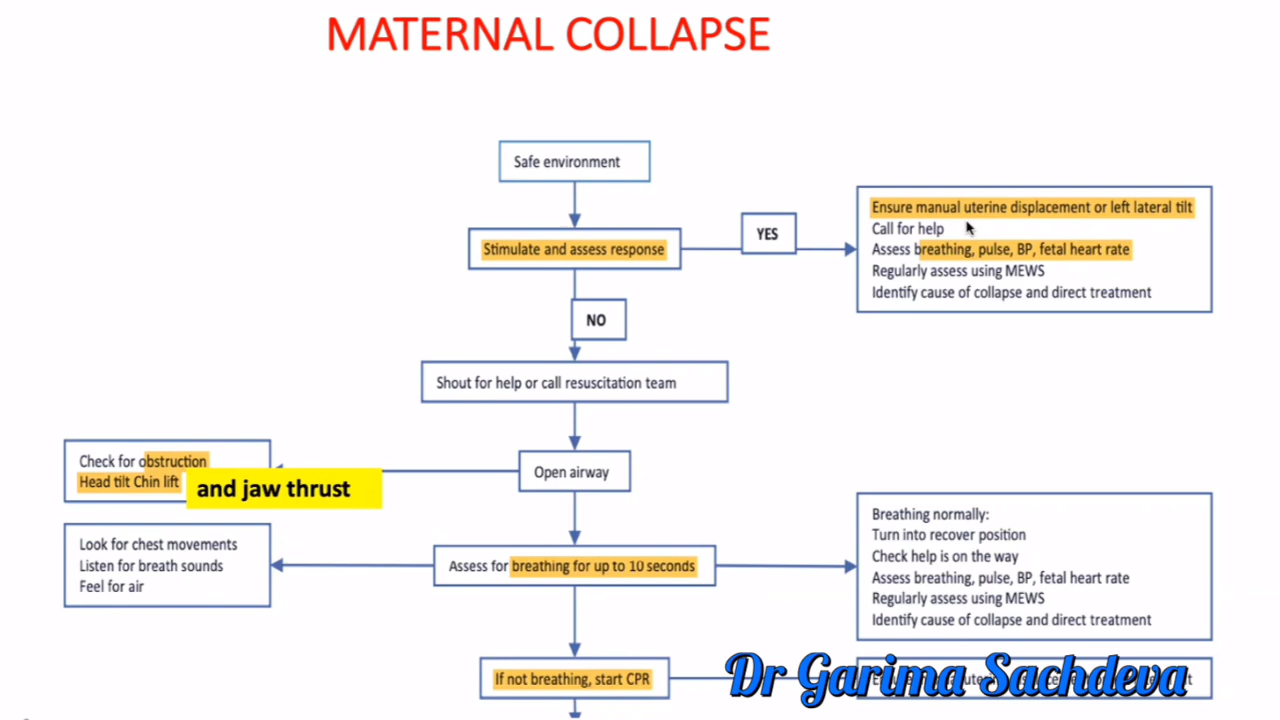 MATERNAL COLLAPSE
Safe environment
Stimulate and assess response
YES
Ensure manual uterine displacement or left lateral tilt
Call for help
Assess breathing, pulse, BP, fetal heart rate
Regularly assess using MEWS
Identify cause of collapse and direct treatment
NO
Shout for help or call resuscitation team
Open airway
Check for obstruction
Head tilt Chin lift
and jaw thrust
Assess for breathing for up to 10 seconds
Look for chest movements
Listen for breath sounds
Feel for air
Breathing normally:
Turn into recover position
Check help is on the way
Assess breathing, pulse, BP, fetal heart rate
Regularly assess using MEWS
Identify cause of collapse and direct treatment
If not breathing, start CPR
Dr Garima Sachdeva